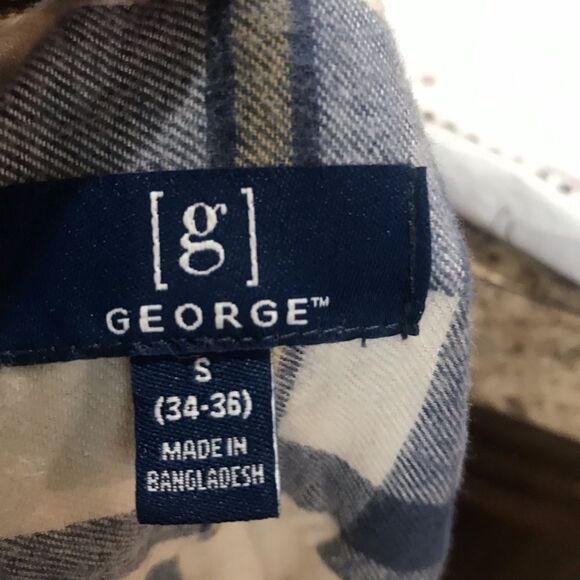 [g]
GEORGE™
S
(34-36)
MADE IN
BANGLADESH